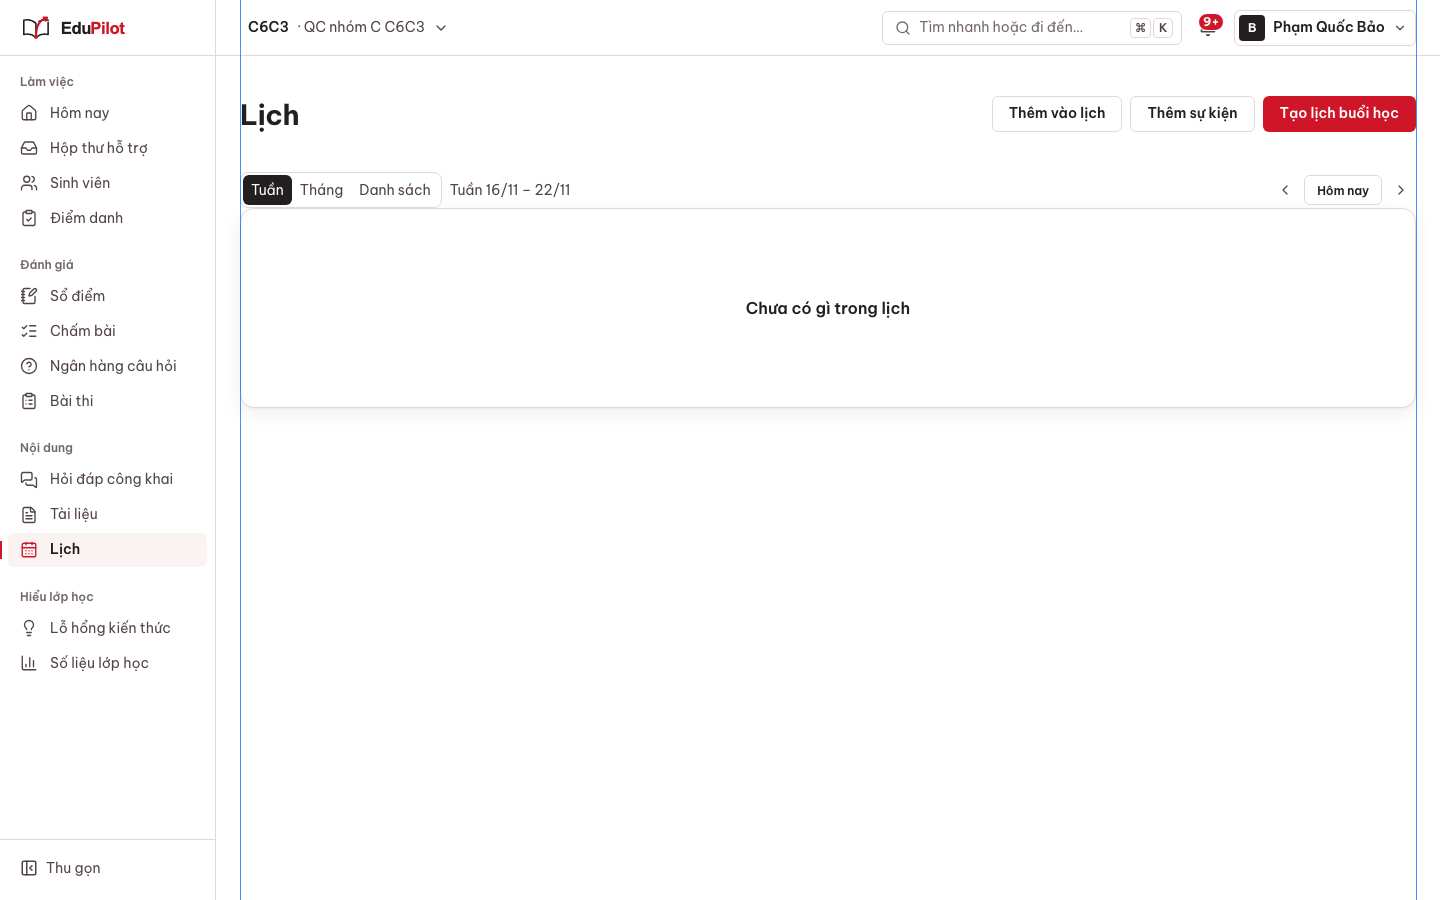 EduPilot
C6C3 · QC nhóm C C6C3
Tìm nhanh hoặc đi đến...
⌘ K
9+
B Phạm Quốc Bảo
Làm việc
Hôm nay
Hộp thư hỗ trợ
Sinh viên
Điểm danh
Đánh giá
Sổ điểm
Chấm bài
Ngân hàng câu hỏi
Bài thi
Nội dung
Hỏi đáp công khai
Tài liệu
Lịch
Hiểu lớp học
Lỗ hổng kiến thức
Số liệu lớp học
Thu gọn
Lịch
Thêm vào lịch
Thêm sự kiện
Tạo lịch buổi học
Tuần Tháng Danh sách Tuần 16/11 – 22/11
Hôm nay
Chưa có gì trong lịch